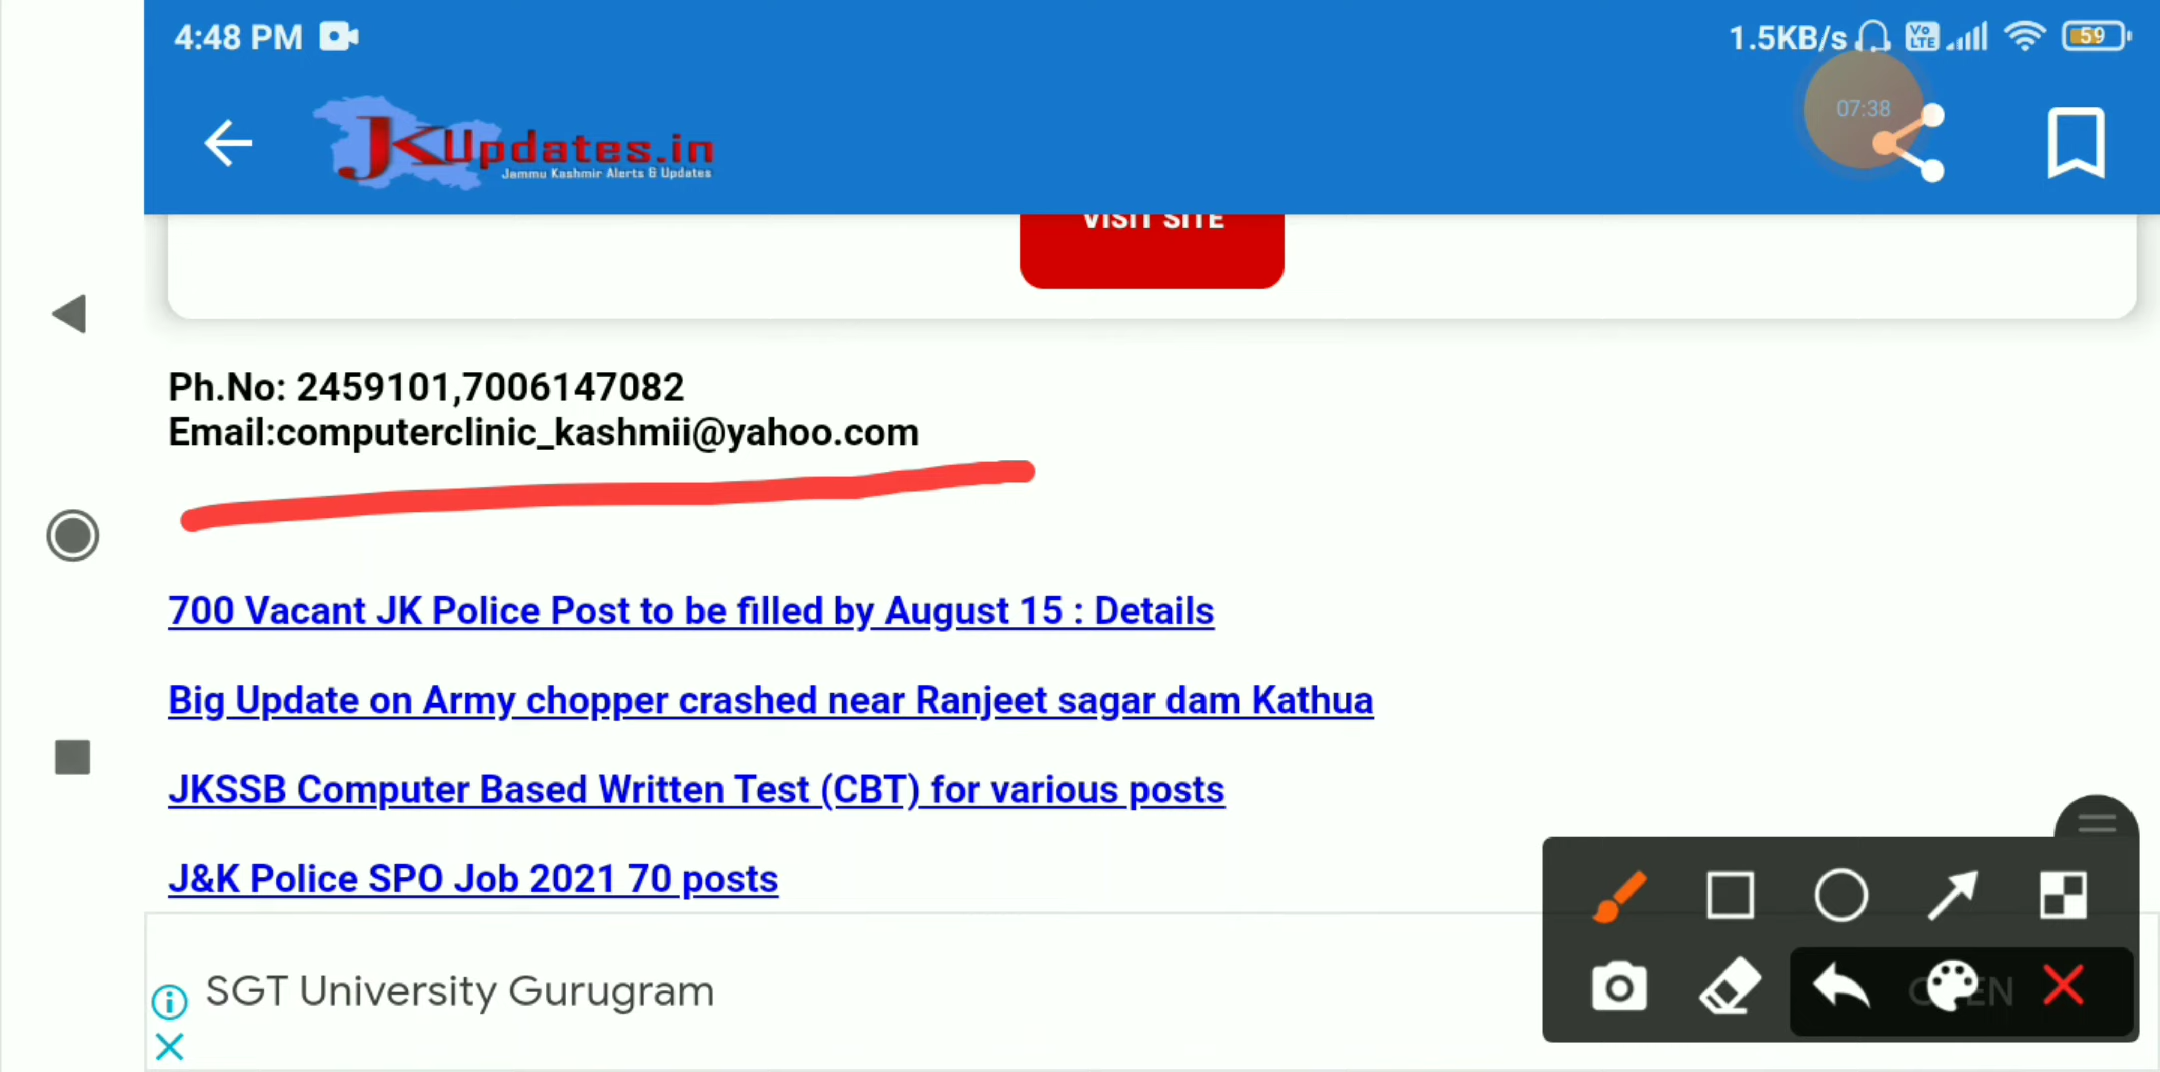 4:48 PM
1.5KB/s
Vo LTE
59
07:38
JKUpdates.in
Jammu Kashmir Alerts & Updates
VISIT SITE
Ph.No: 2459101,7006147082
Email:computerclinic_kashmii@yahoo.com
700 Vacant JK Police Post to be filled by August 15 : Details
Big Update on Army chopper crashed near Ranjeet sagar dam Kathua
JKSSB Computer Based Written Test (CBT) for various posts
J&K Police SPO Job 2021 70 posts
SGT University Gurugram